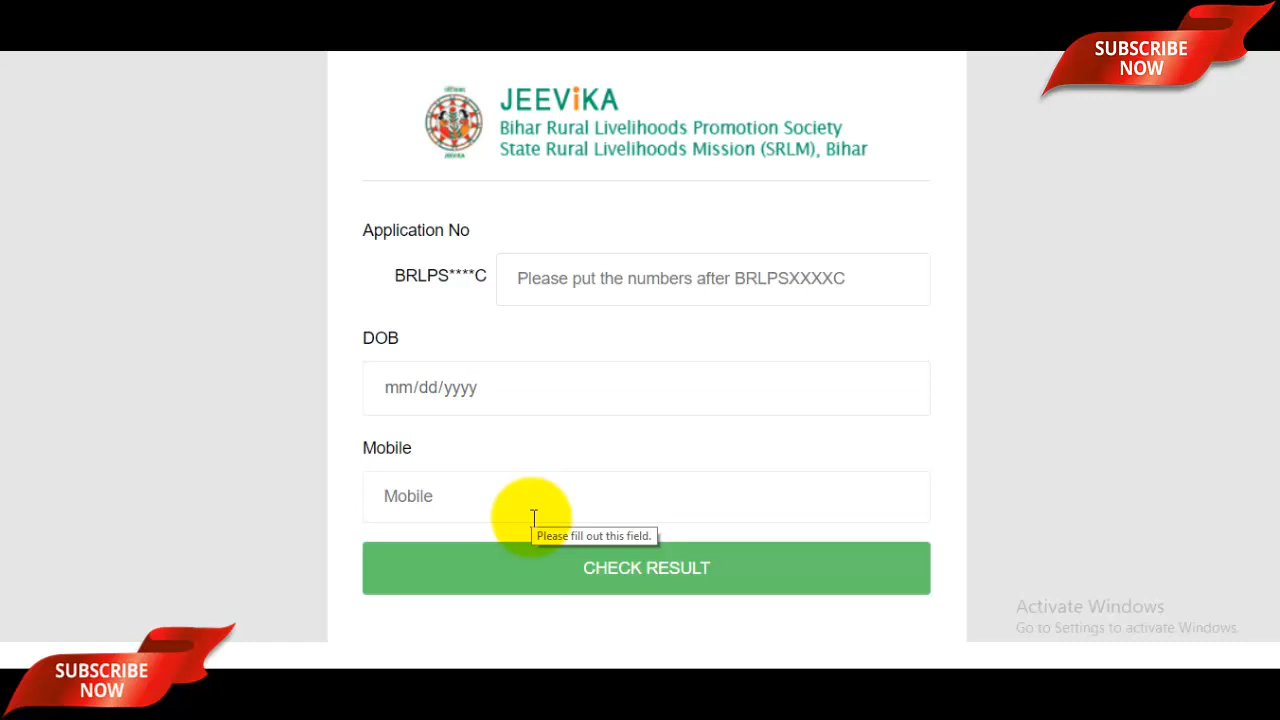 SUBSCRIBE
NOW
JEEViKA
Bihar Rural Livelihoods Promotion Society
State Rural Livelihoods Mission (SRLM), Bihar
Application No
BRLPS****C
Please put the numbers after BRLPSXXXXC
DOB
mm/dd/yyyy
Mobile
Mobile
Please fill out this field.
CHECK RESULT
Activate Windows
Go to Settings to activate Windows.
SUBSCRIBE
NOW